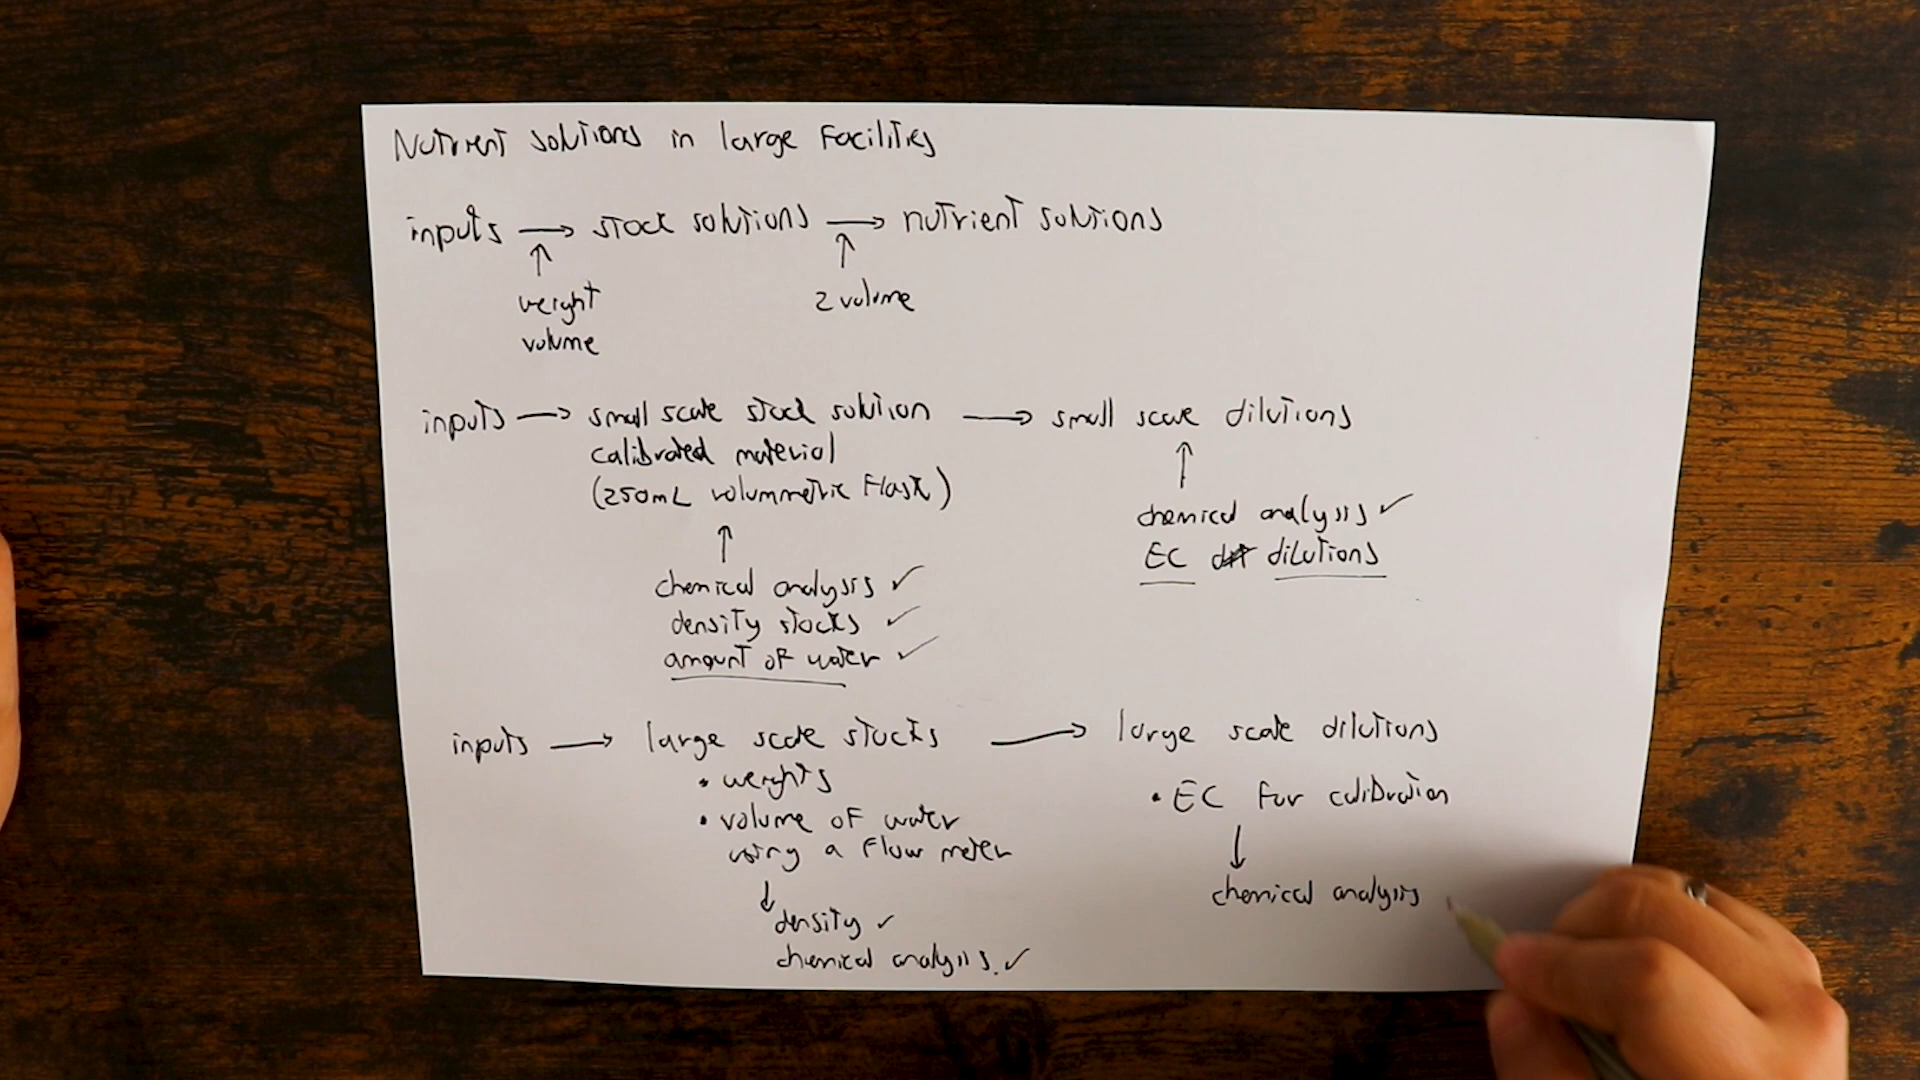 Nutrient solutions in large facilities
inputs → stock solutions → nutrient solutions
↑ ↑
weight 2 volume
volume
inputs → small scale stock solution → small scale dilutions
calibrated material ↑
(250mL volummetric flask) chemical analysis ✓
↑ EC dilutions
chemical analysis ✓
density stocks ✓
amount of water ✓
inputs → large scale stocks → large scale dilutions
• weights • EC for calibration
• volume of water ↓
using a flow meter chemical analysis
↓
density ✓
chemical analysis. ✓